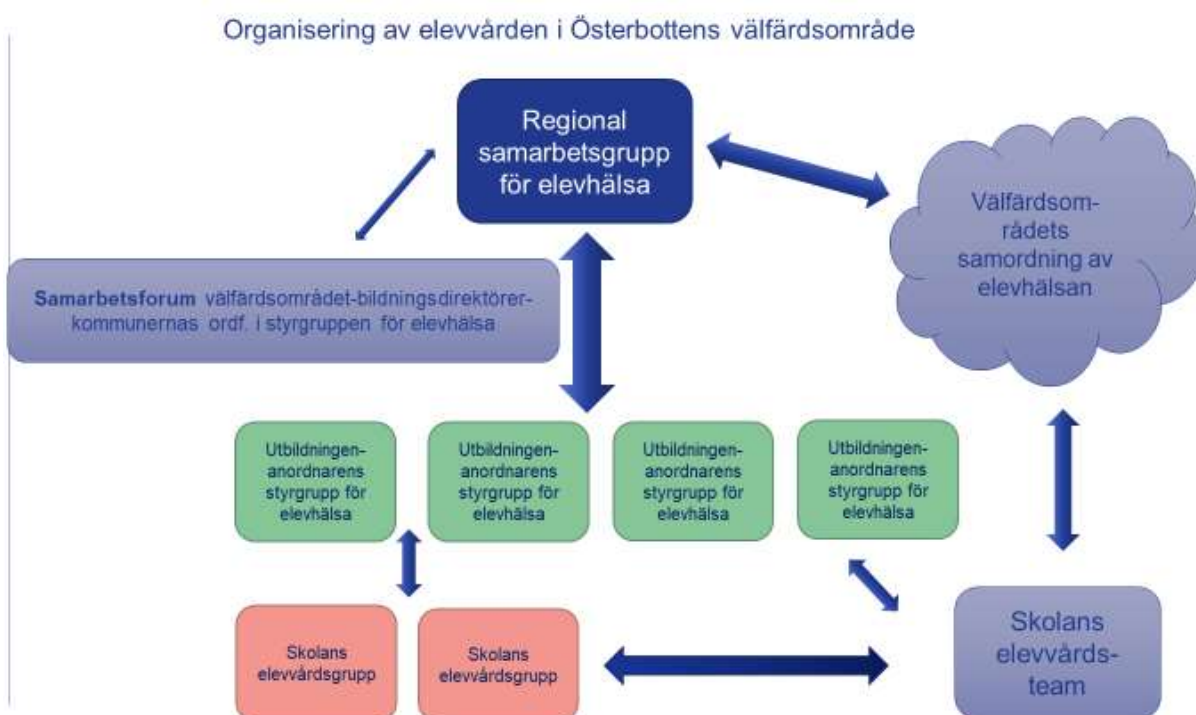 Organisering av elevvården i Österbottens välfärdsområde
Regional
samarbetsgrupp
för elevhälsa
Välfärdsom-
rådets
samordning av
elevhälsan
Samarbetsforum välfärdsområdet-bildningsdirektörer-
kommunernas ordf. i styrgruppen för elevhälsa
Utbildningen-
anordnarens
styrgrupp för
elevhälsa
Utbildningen-
anordnarens
styrgrupp för
elevhälsa
Utbildningen-
anordnarens
styrgrupp för
elevhälsa
Utbildningen-
anordnarens
styrgrupp för
elevhälsa
Skolans
elevvårdsgrupp
Skolans
elevvårdsgrupp
Skolans
elevvårds-
team